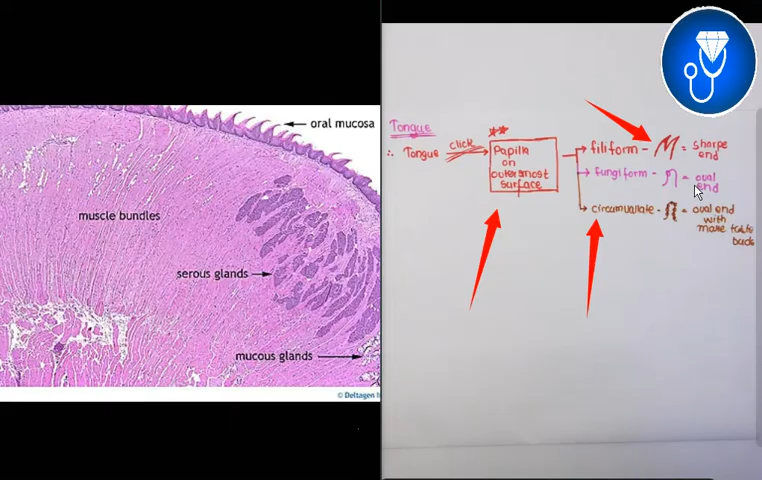 oral mucosa
muscle bundles
serous glands
mucous glands
© Deltagen
Tongue
∴ Tongue click
Papilla
on
outermost
surface
filiform - = sharpe
end
fungiform - = oval
end
circumvallate - = oval end
with
make taste
buds